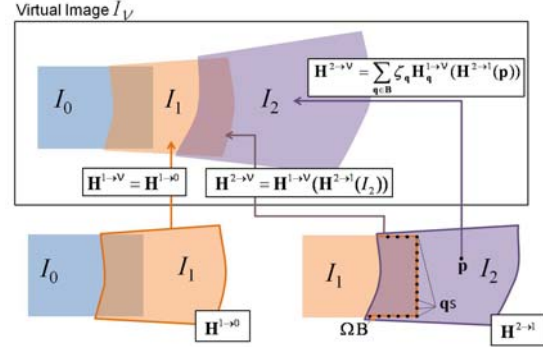 Virtual Image I_V
H^{2→V} = ∑_{q∈B} ζ_q H_q^{1→V}(H^{2→1}(p))
I_0
I_1
I_2
H^{1→V} = H^{1→0}
H^{2→V} = H^{1→V}(H^{2→1}(I_2))
I_0
I_1
I_1
p
I_2
qs
ΩB
H^{1→0}
H^{2→1}